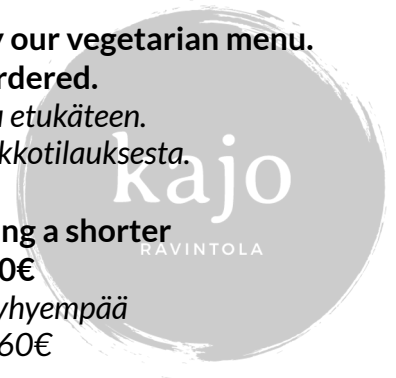 y our vegetarian menu.
rdered.
a etukäteen.
kkotilauksesta.
kajo
RAVINTOLA
ng a shorter
0€
yhyempää
60€